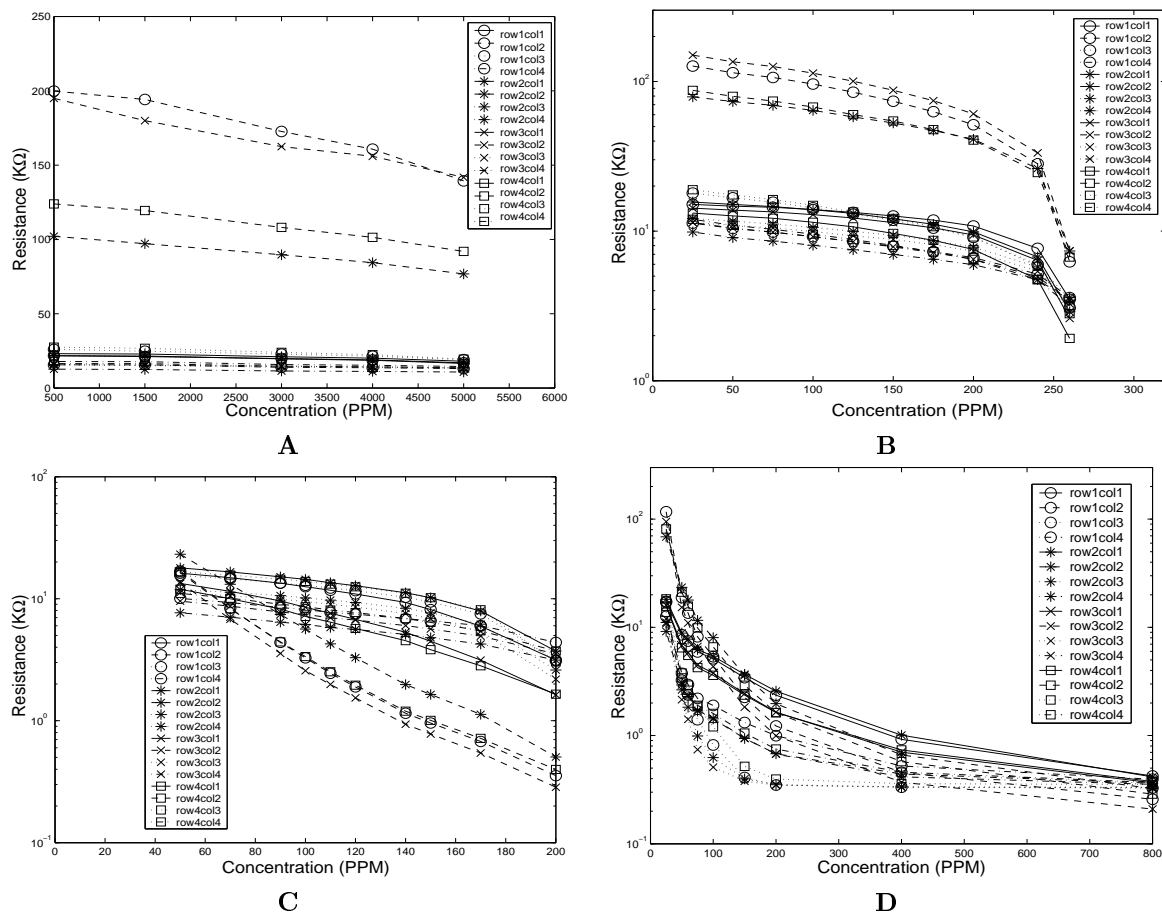 250
200
150
100
50
0
500 1000 1500 2000 2500 3000 3500 4000 4500 5000 5500 6000
Resistance (KΩ)
Concentration (PPM)
row1col1
row1col2
row1col3
row1col4
row2col1
row2col2
row2col3
row2col4
row3col1
row3col2
row3col3
row3col4
row4col1
row4col2
row4col3
row4col4
A
10²
10¹
10⁰
50 100 150 200 250 300
Resistance (KΩ)
Concentration (PPM)
row1col1
row1col2
row1col3
row1col4
row2col1
row2col2
row2col3
row2col4
row3col1
row3col2
row3col3
row3col4
row4col1
row4col2
row4col3
row4col4
B
10²
10¹
10⁰
10⁻¹
0 20 40 60 80 100 120 140 160 180 200
Resistance (KΩ)
Concentration (PPM)
row1col1
row1col2
row1col3
row1col4
row2col1
row2col2
row2col3
row2col4
row3col1
row3col2
row3col3
row3col4
row4col1
row4col2
row4col3
row4col4
C
10²
10¹
10⁰
10⁻¹
0 100 200 300 400 500 600 700 800
Resistance (KΩ)
Concentration (PPM)
row1col1
row1col2
row1col3
row1col4
row2col1
row2col2
row2col3
row2col4
row3col1
row3col2
row3col3
row3col4
row4col1
row4col2
row4col3
row4col4
D